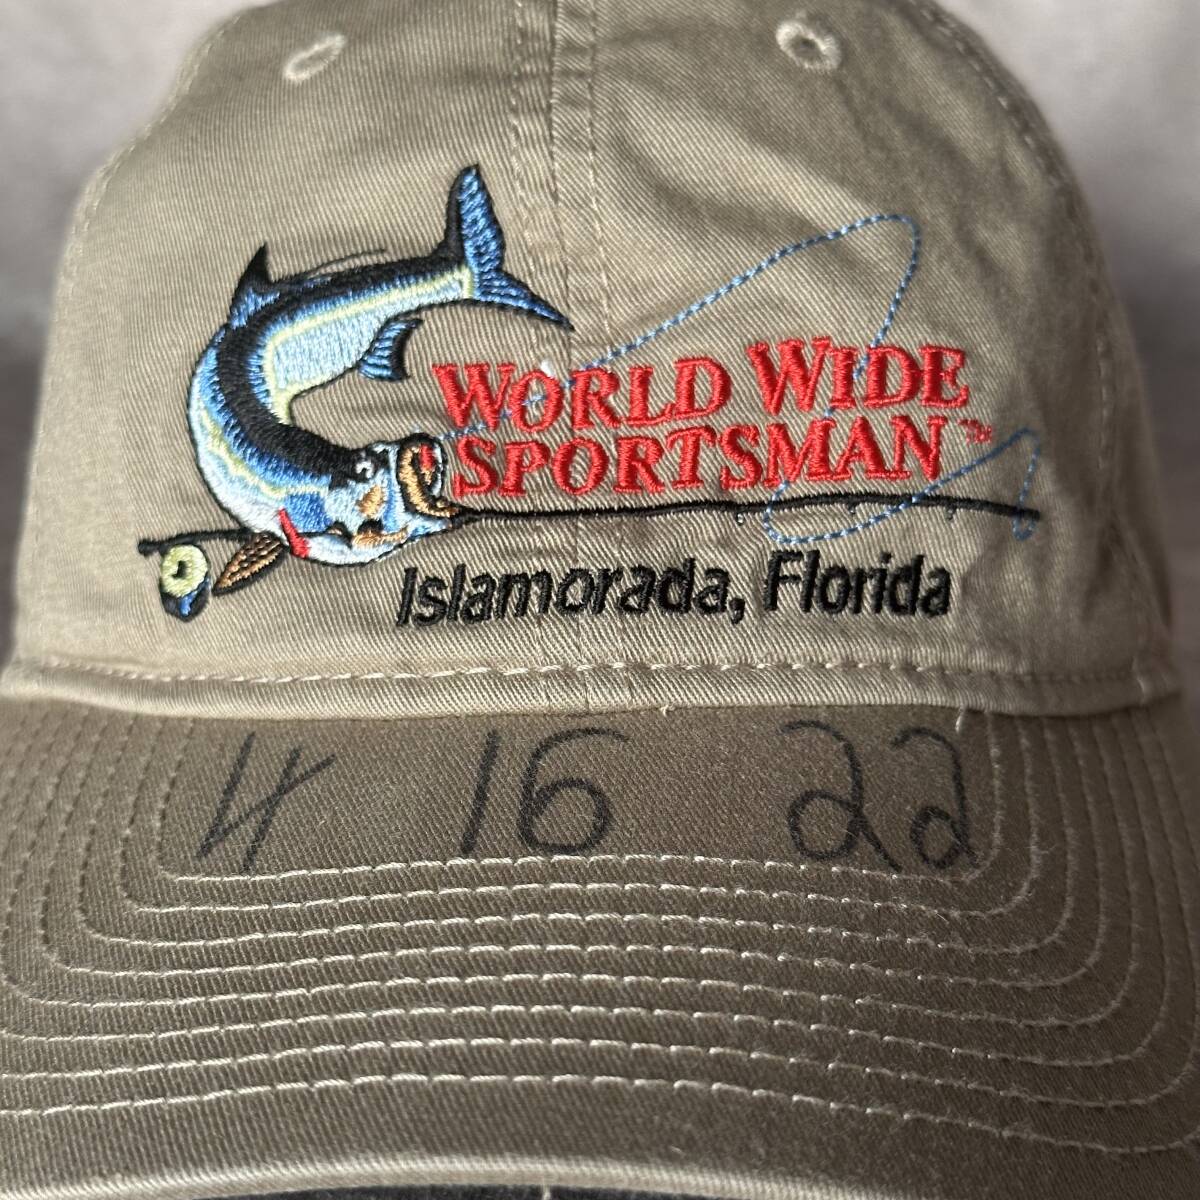 WORLD WIDE
SPORTSMAN™
Islamorada, Florida
4 16 22